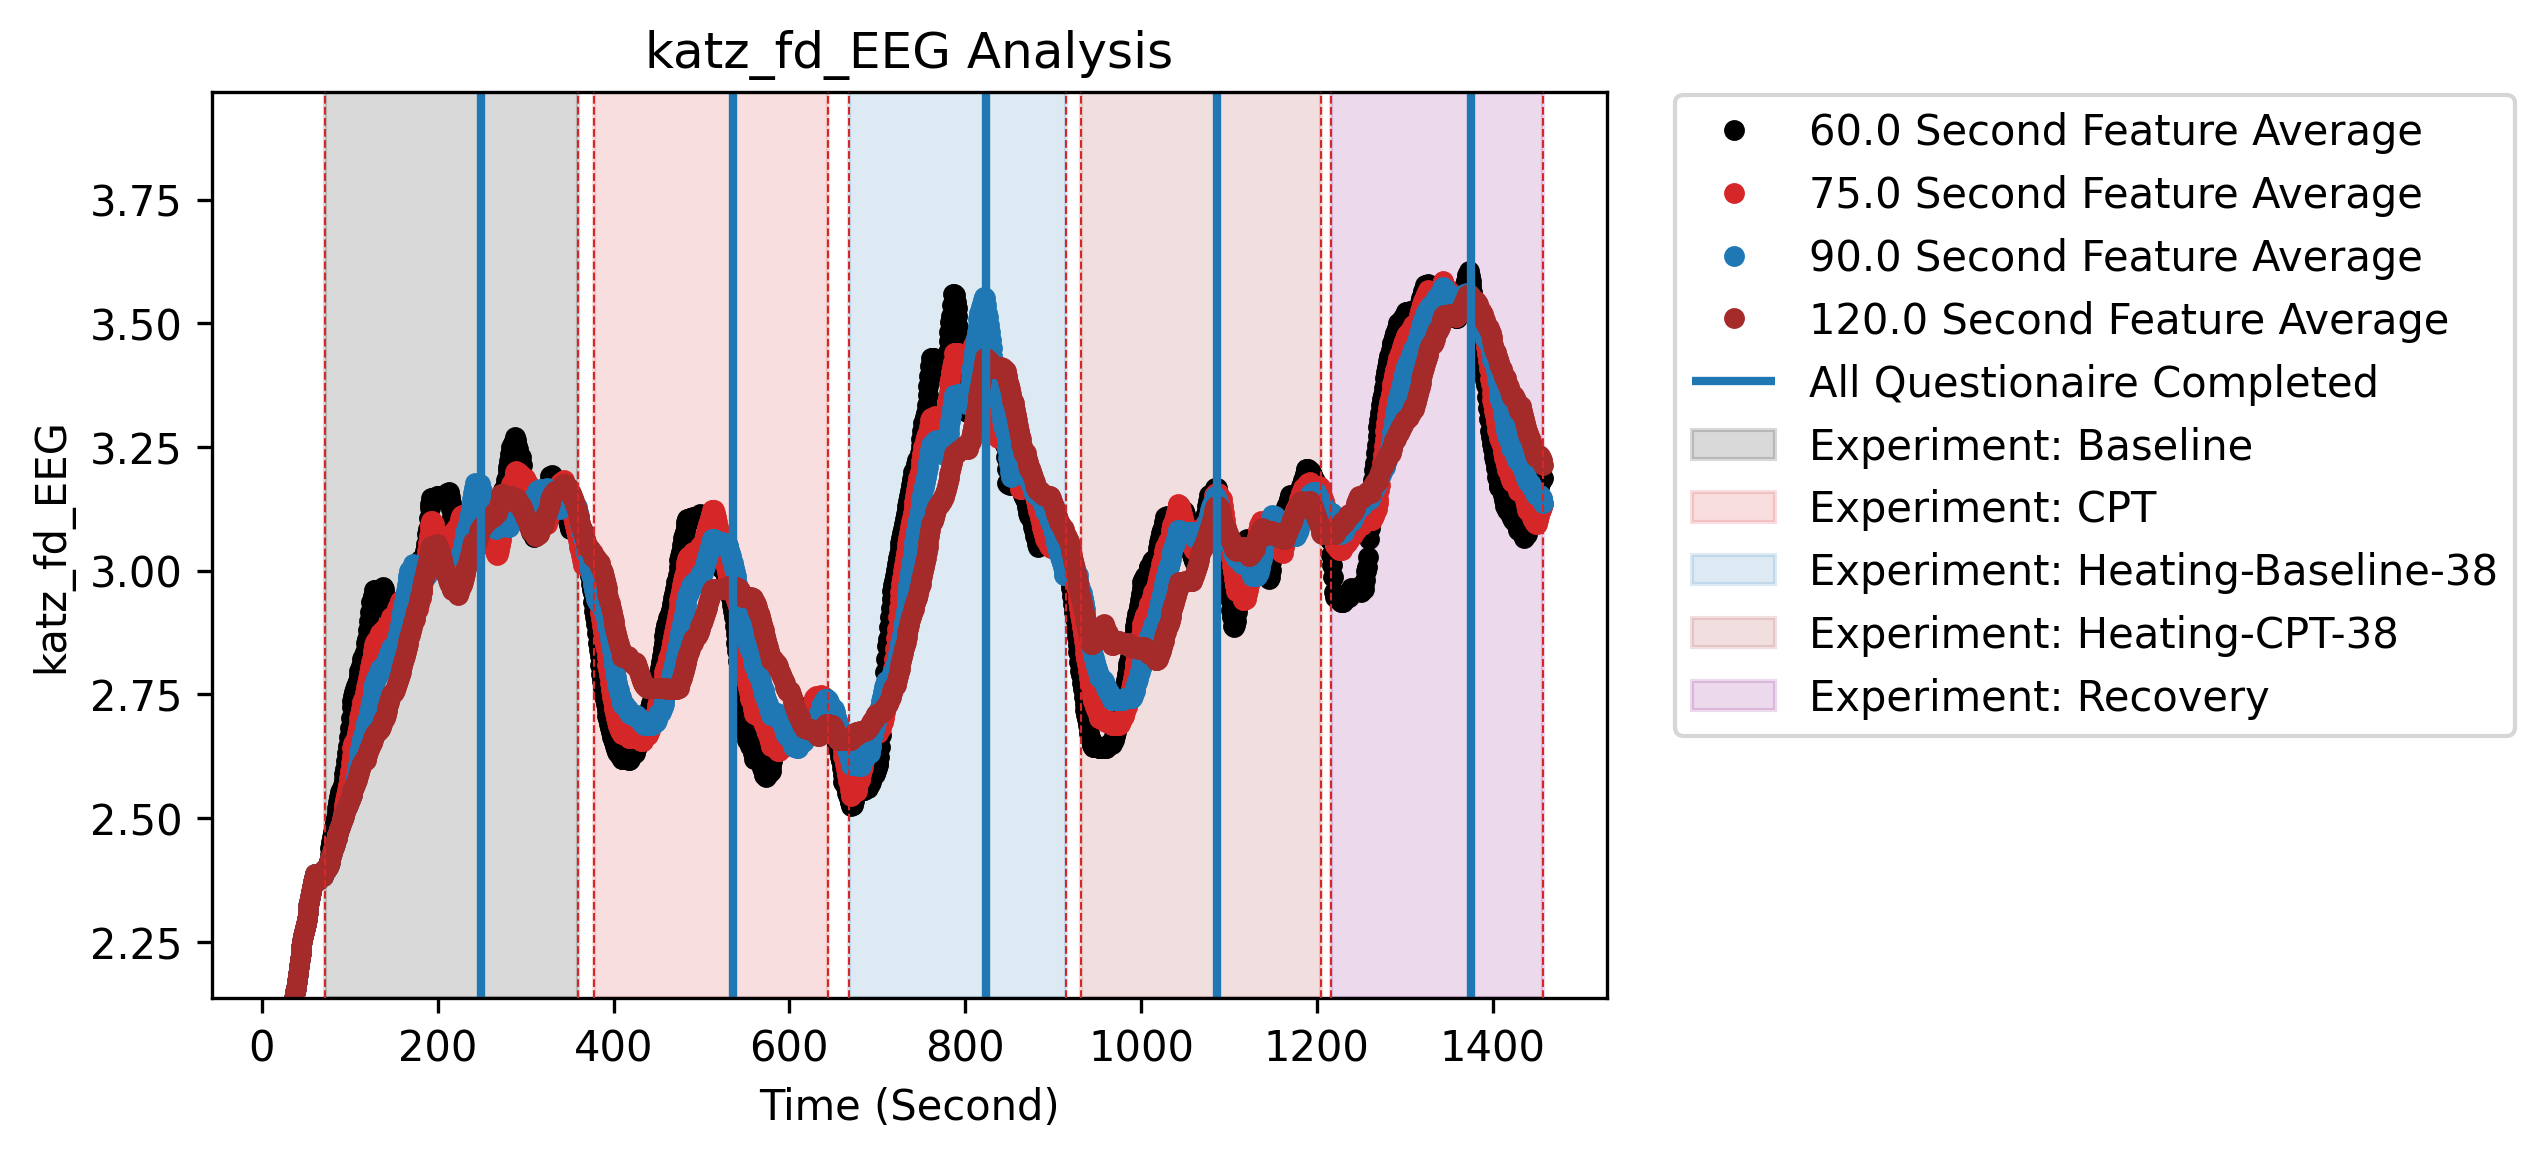 katz_fd_EEG Analysis
katz_fd_EEG
3.75
3.50
3.25
3.00
2.75
2.50
2.25
0 200 400 600 800 1000 1200 1400
Time (Second)
60.0 Second Feature Average
75.0 Second Feature Average
90.0 Second Feature Average
120.0 Second Feature Average
All Questionaire Completed
Experiment: Baseline
Experiment: CPT
Experiment: Heating-Baseline-38
Experiment: Heating-CPT-38
Experiment: Recovery